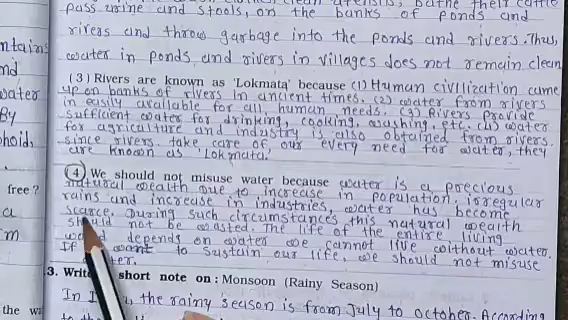 pass urine and stools, on the banks of ponds and
rivers and throw garbage into the ponds and rivers. Thus,
water in ponds, and rivers in villages does not remain clean
(3) Rivers are known as 'Lokmata' because (1) Human civilization came
up on banks of rivers in ancient times. (2) water from rivers
is easily available for all human needs. (3) Rivers provide
sufficient water for drinking, cooking, washing, etc. (4) water
for agriculture and industry is also obtained from rivers.
since rivers take care of our every need for water, they
are known as 'Lokmata.'
(4) We should not misuse water because water is a precious
natural wealth Due to increase in population, irregular
rains and increase in industries, water has become
scarce. During such circumstances this natural wealth
not be wasted. The life of the entire living
depends on water we cannot live without water.
If want to sustain our life, we should not misuse
3. short note on : Monsoon (Rainy Season)
the rainy season is from July to october. According
ntains
nd
water
By
hoid,
free ?
a
m
the